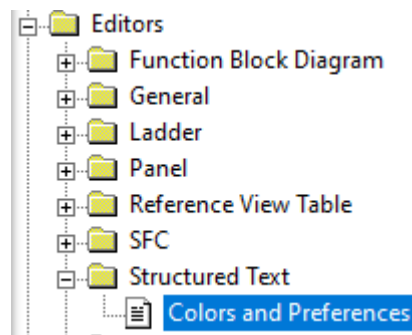 Editors
Function Block Diagram
General
Ladder
Panel
Reference View Table
SFC
Structured Text
Colors and Preferences